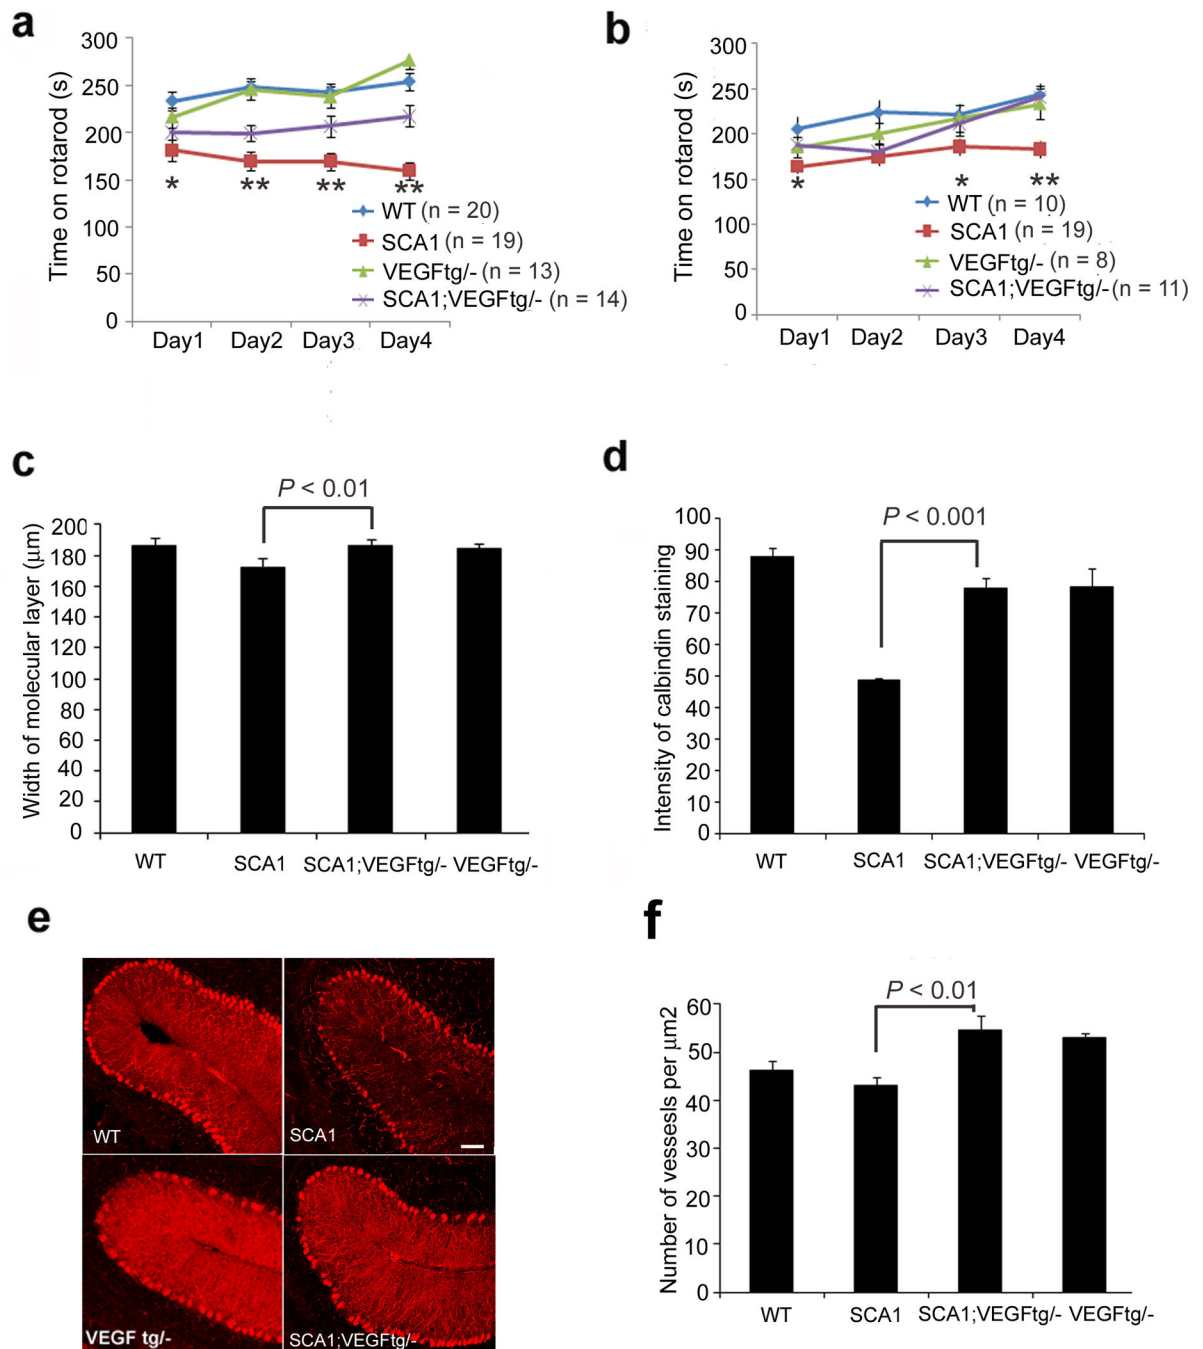 a
Time on rotarod (s)
300
250
200
150
100
50
0
* ** ** **
WT (n = 20)
SCA1 (n = 19)
VEGFtg/- (n = 13)
SCA1;VEGFtg/- (n = 14)
Day1 Day2 Day3 Day4
b
Time on rotarod (s)
300
250
200
150
100
50
0
* * **
WT (n = 10)
SCA1 (n = 19)
VEGFtg/- (n = 8)
SCA1;VEGFtg/- (n = 11)
Day1 Day2 Day3 Day4
c
P < 0.01
Width of molecular layer (μm)
200
180
160
140
120
100
80
60
40
20
0
WT SCA1 SCA1;VEGFtg/- VEGFtg/-
d
P < 0.001
Intensity of calbindin staining
100
90
80
70
60
50
40
30
20
10
0
WT SCA1 SCA1;VEGFtg/- VEGFtg/-
e
WT
SCA1
VEGF tg/-
SCA1;VEGFtg/-
f
P < 0.01
Number of vessesls per μm2
60
50
40
30
20
10
0
WT SCA1 SCA1;VEGFtg/- VEGFtg/-